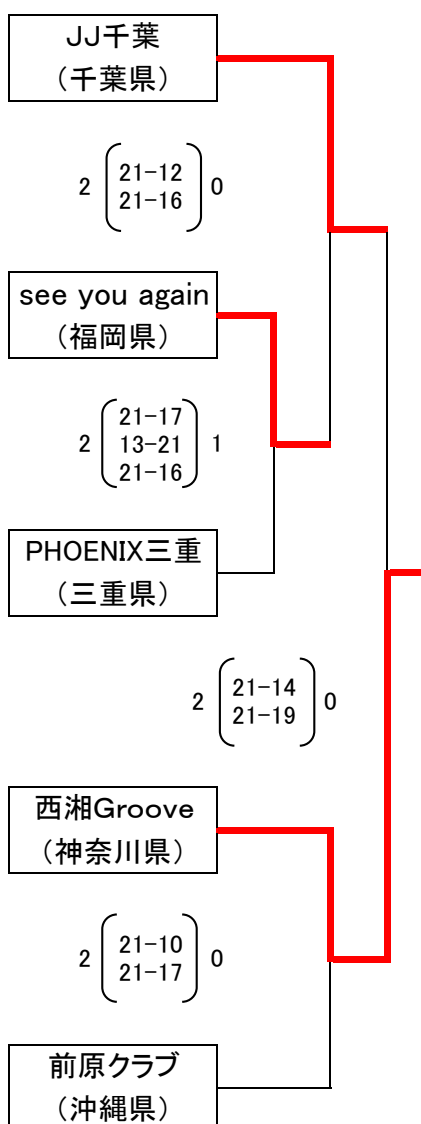 JJ千葉
（千葉県）
2 21-12 0
21-16
see you again
（福岡県）
21-17
2 13-21 1
21-16
PHOENIX三重
（三重県）
2 21-14 0
21-19
西湘Groove
（神奈川県）
2 21-10 0
21-17
前原クラブ
（沖縄県）